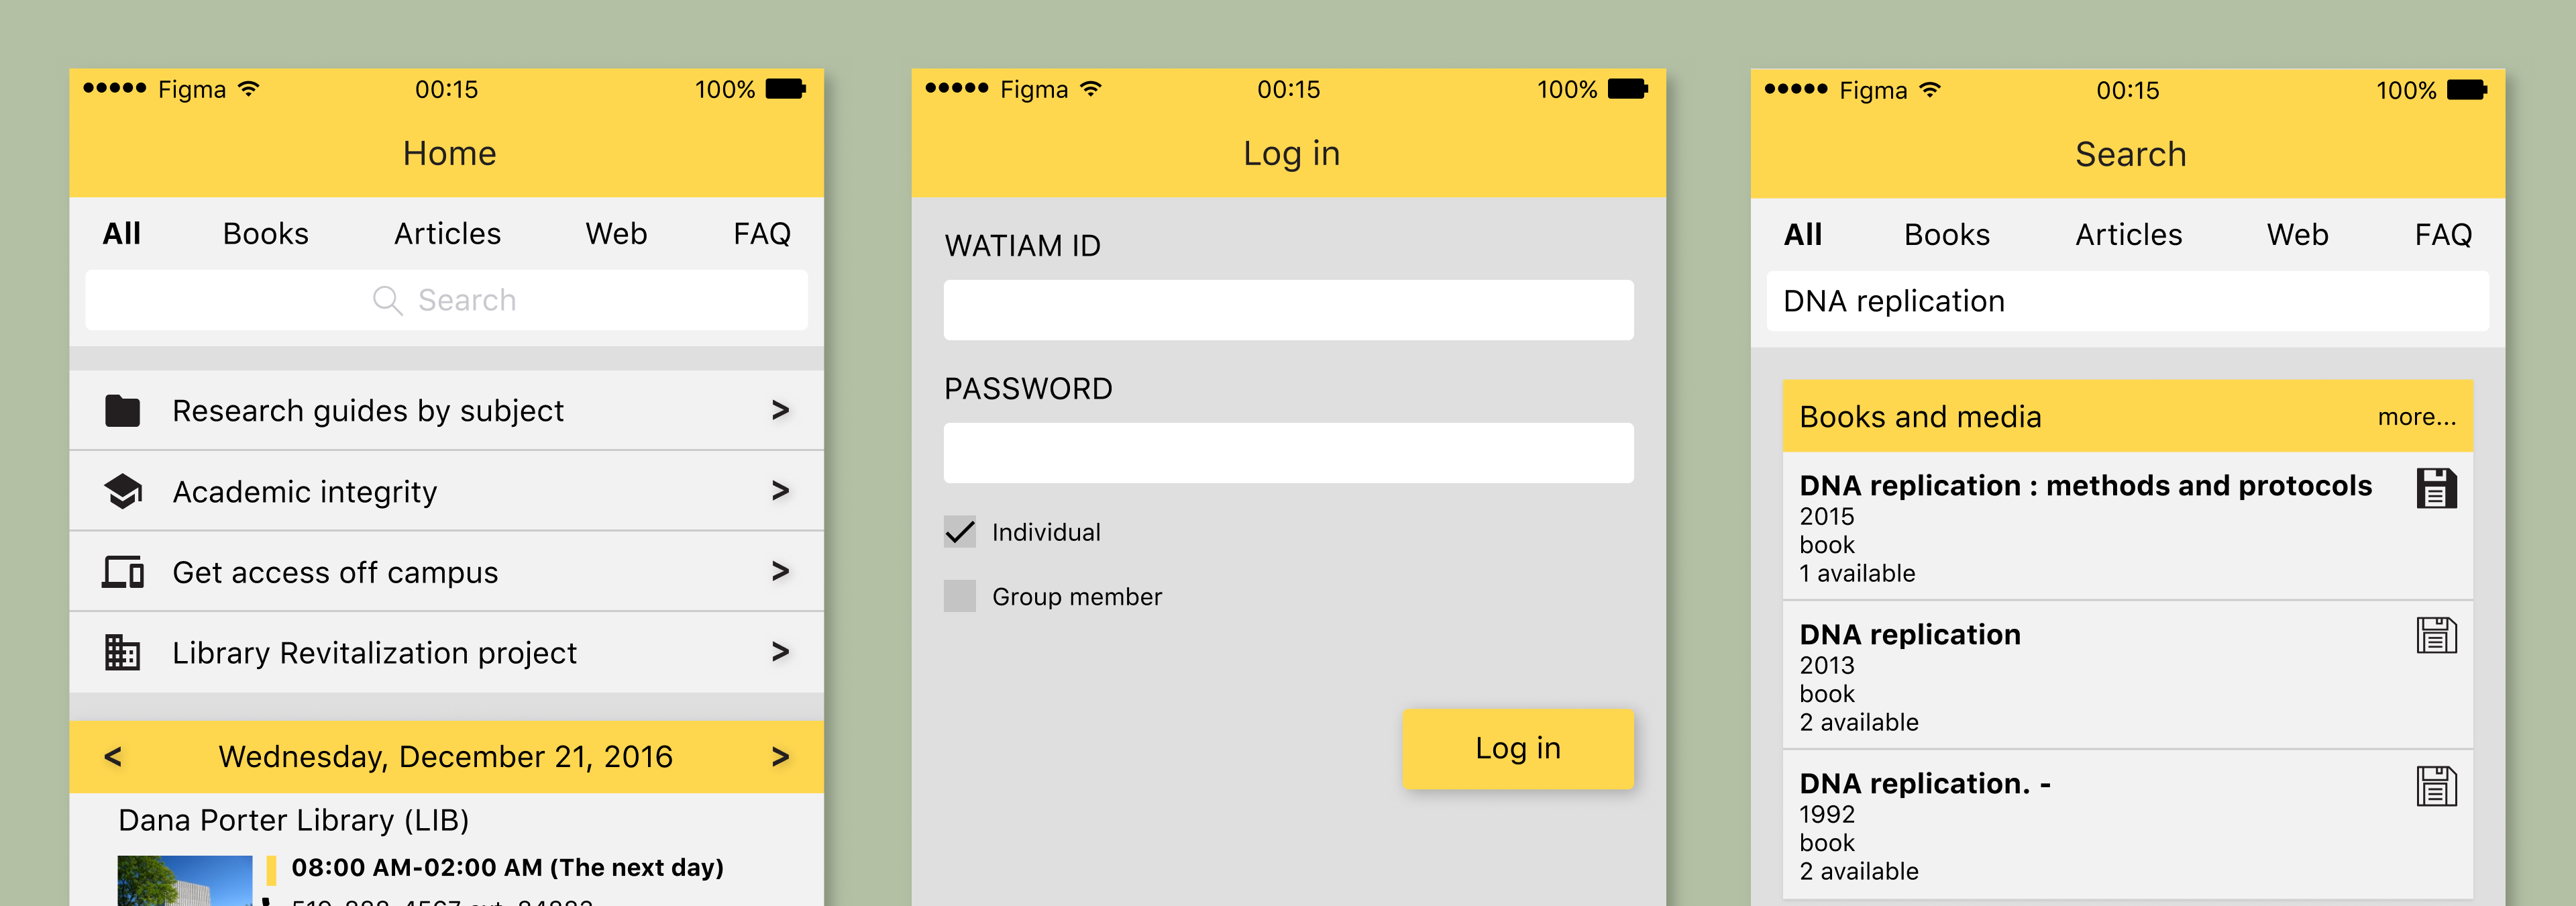 Figma 00:15 100%
Home
All Books Articles Web FAQ
Search
Research guides by subject >
Academic integrity >
Get access off campus >
Library Revitalization project >
< Wednesday, December 21, 2016 >
Dana Porter Library (LIB)
08:00 AM-02:00 AM (The next day)
Figma 00:15 100%
Log in
WATIAM ID
PASSWORD
Individual
Group member
Log in
Figma 00:15 100%
Search
All Books Articles Web FAQ
DNA replication
Books and media more...
DNA replication : methods and protocols
2015
book
1 available
DNA replication
2013
book
2 available
DNA replication. -
1992
book
2 available